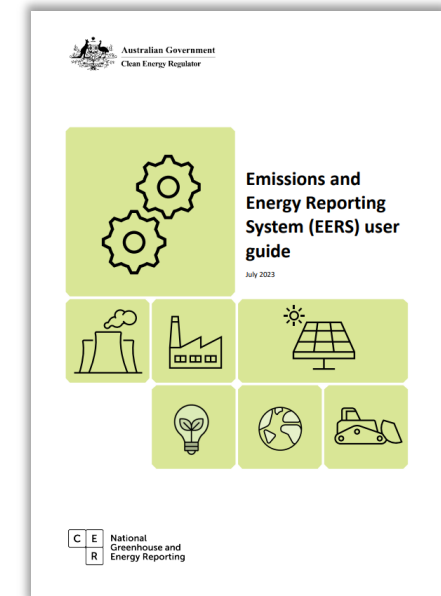 Australian Government
Clean Energy Regulator
Emissions and
Energy Reporting
System (EERS) user
guide
July 2023
C E R
National
Greenhouse and
Energy Reporting